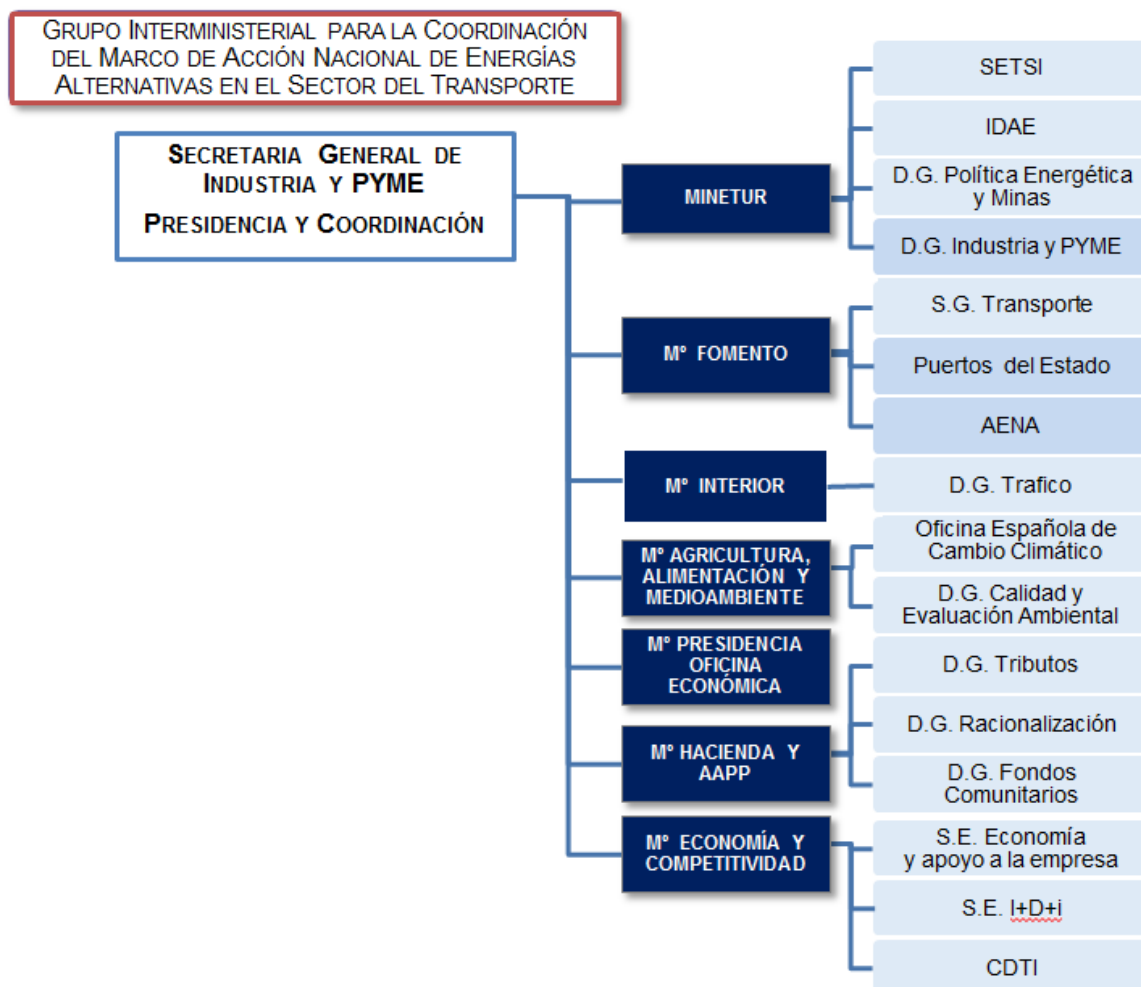 GRUPO INTERMINISTERIAL PARA LA COORDINACIÓN
DEL MARCO DE ACCIÓN NACIONAL DE ENERGÍAS
ALTERNATIVAS EN EL SECTOR DEL TRANSPORTE
SECRETARIA GENERAL DE
INDUSTRIA Y PYME
PRESIDENCIA Y COORDINACIÓN
MINETUR
SETSI
IDAE
D.G. Política Energética
y Minas
D.G. Industria y PYME
Mº FOMENTO
S.G. Transporte
Puertos del Estado
AENA
Mº INTERIOR
D.G. Trafico
Mº AGRICULTURA,
ALIMENTACIÓN Y
MEDIOAMBIENTE
Oficina Española de
Cambio Climático
D.G. Calidad y
Evaluación Ambiental
Mº PRESIDENCIA
OFICINA
ECONÓMICA
Mº HACIENDA Y
AAPP
D.G. Tributos
D.G. Racionalización
D.G. Fondos
Comunitarios
Mº ECONOMÍA Y
COMPETITIVIDAD
S.E. Economía
y apoyo a la empresa
S.E. I+D+i
CDTI